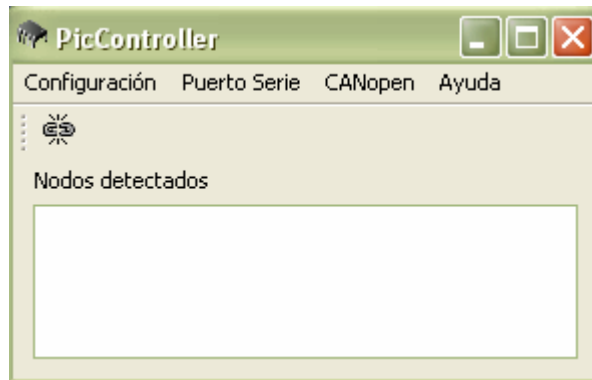 PicController
Configuración Puerto Serie CANopen Ayuda
Nodos detectados